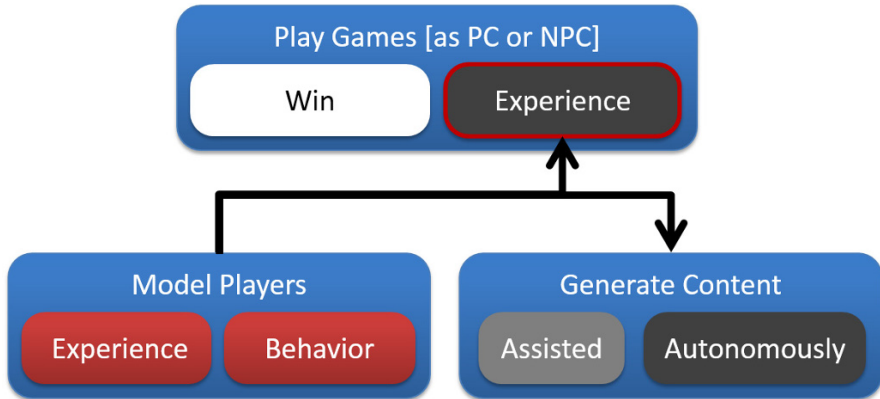 Play Games [as PC or NPC]
Win
Experience
Model Players
Experience
Behavior
Generate Content
Assisted
Autonomously